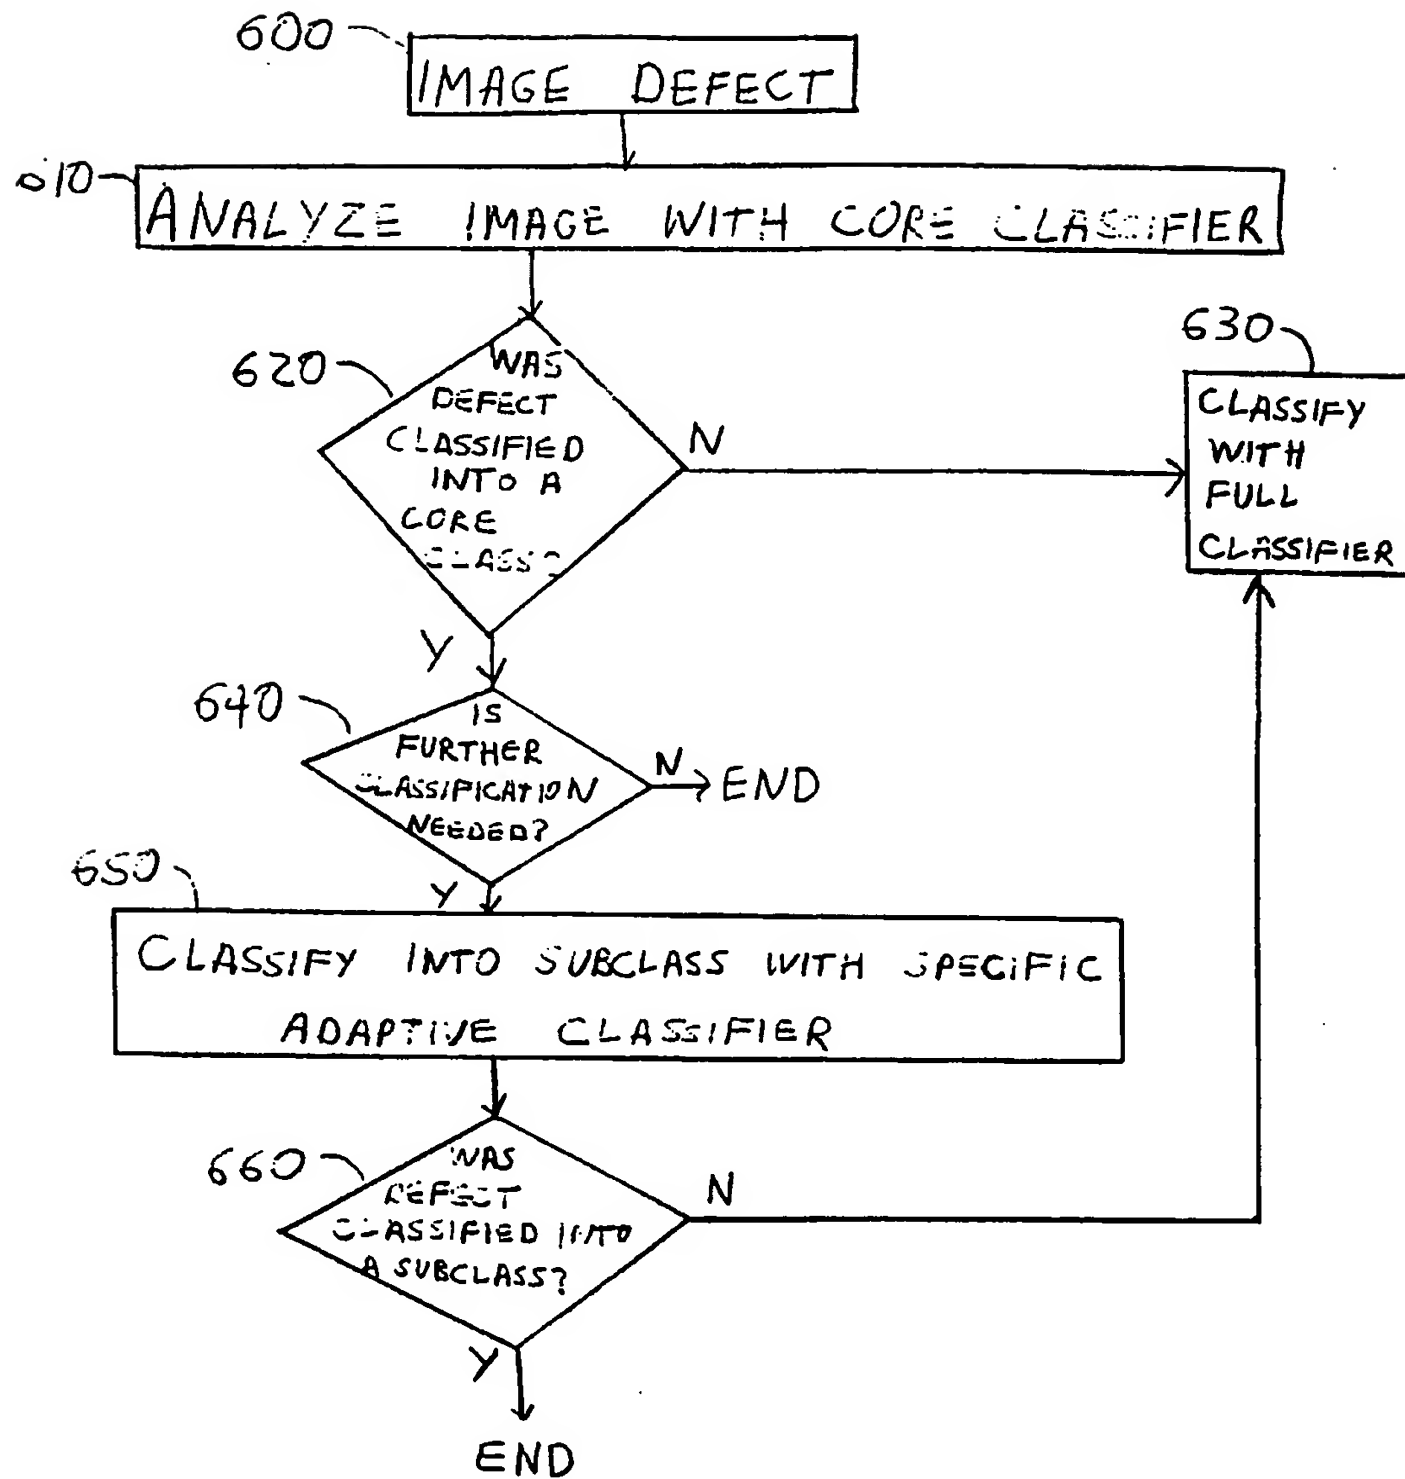 600
IMAGE DEFECT
610
ANALYZE IMAGE WITH CORE CLASSIFIER
620
WAS
DEFECT
CLASSIFIED
INTO A
CORE
CLASS?
N
630
CLASSIFY
WITH
FULL
CLASSIFIER
Y
640
IS
FURTHER
CLASSIFICATION
NEEDED?
N
END
Y
650
CLASSIFY INTO SUBCLASS WITH SPECIFIC
ADAPTIVE CLASSIFIER
660
WAS
DEFECT
CLASSIFIED INTO
A SUBCLASS?
N
Y
END